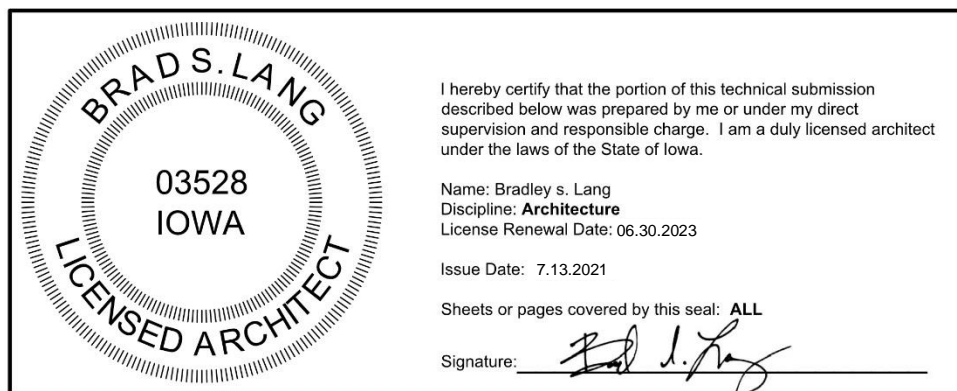 BRAD S. LANG
03528
IOWA
LICENSED ARCHITECT
I hereby certify that the portion of this technical submission
described below was prepared by me or under my direct
supervision and responsible charge.  I am a duly licensed architect
under the laws of the State of Iowa.
Name: Bradley s. Lang
Discipline: Architecture
License Renewal Date: 06.30.2023
Issue Date: 7.13.2021
Sheets or pages covered by this seal: ALL
Signature: Brad S. Lang